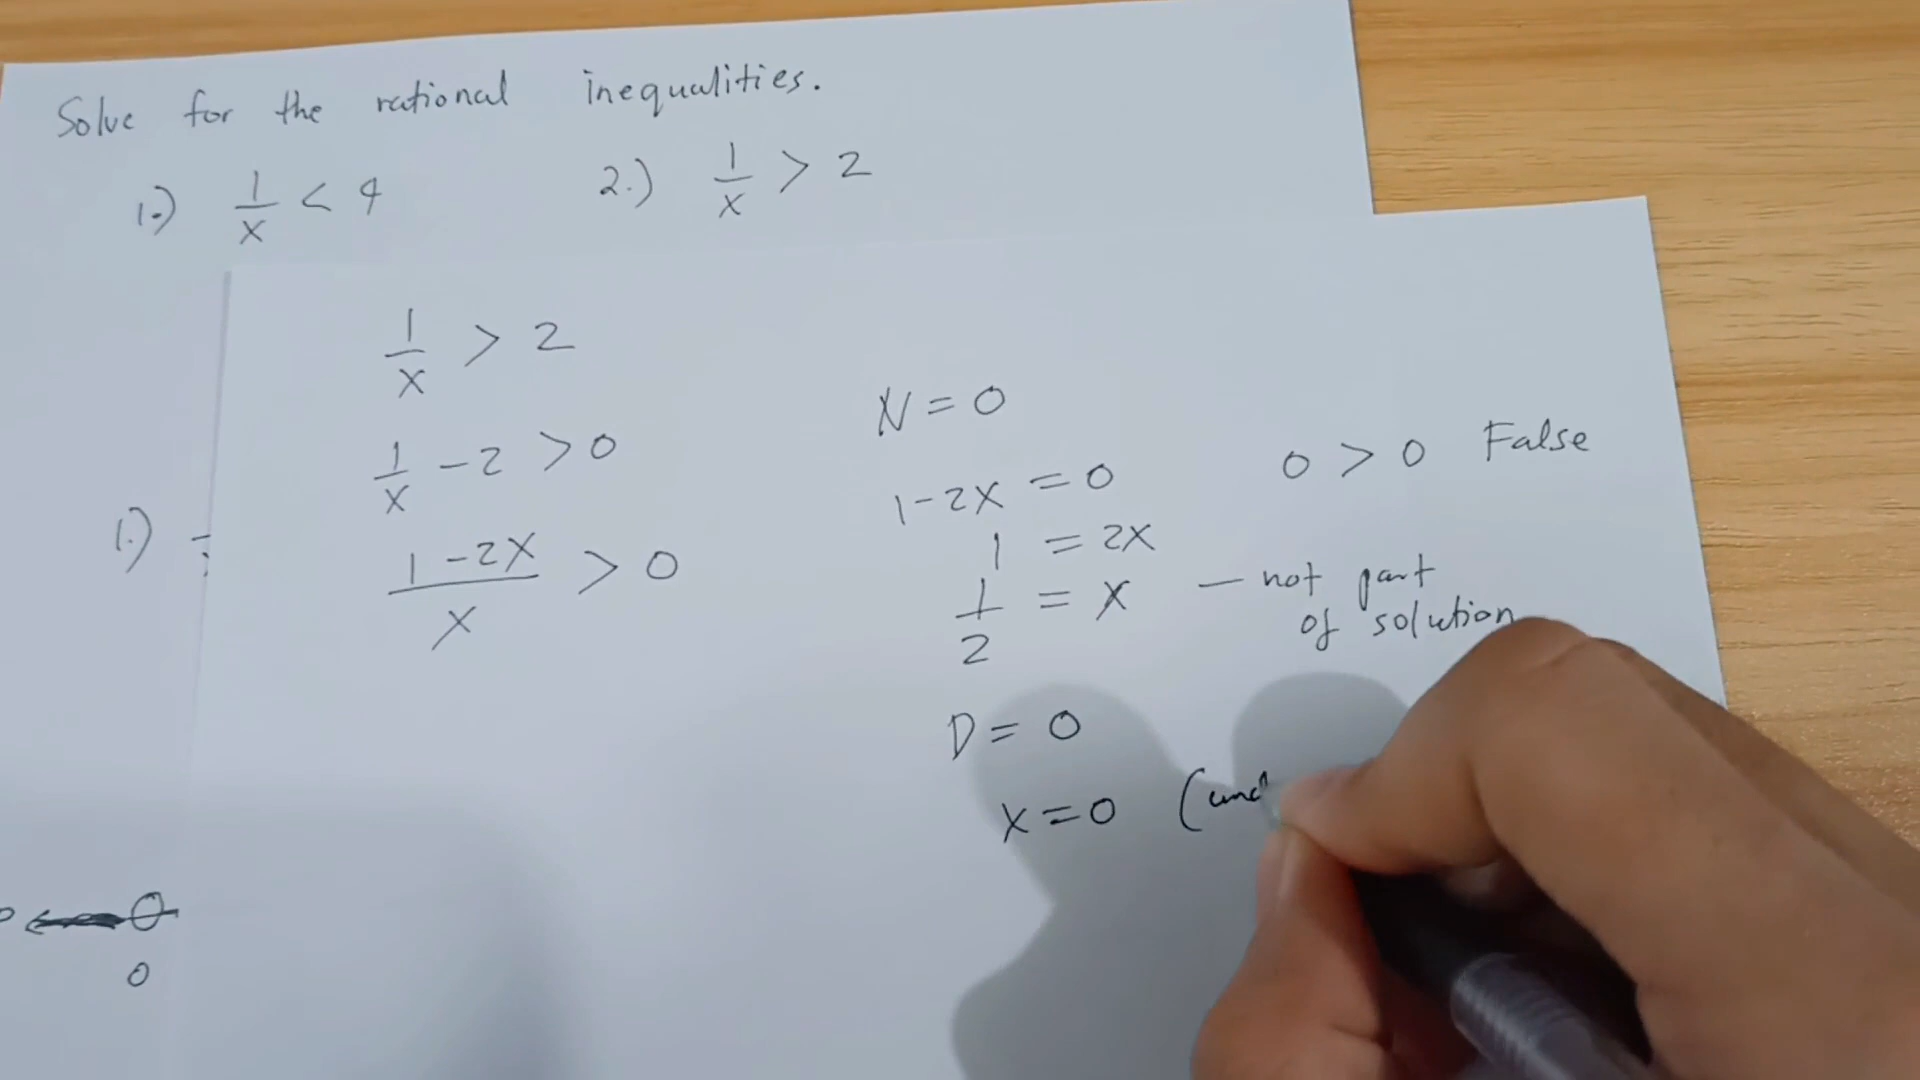 Solve for the rational inequalities.
1.) 1/x < 4 2.) 1/x > 2
1/x > 2
1/x - 2 > 0
(1-2x)/x > 0
N = 0
1-2x = 0 0 > 0 False
1 = 2x
1/2 = x — not part
of solution
D = 0
x = 0 (und
1.)
0